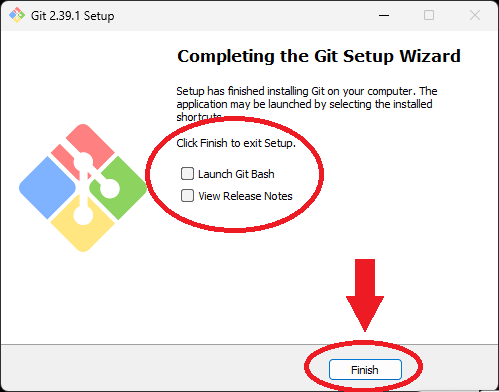 Git 2.39.1 Setup
Completing the Git Setup Wizard
Setup has finished installing Git on your computer. The
application may be launched by selecting the installed
shortcuts.
Click Finish to exit Setup.
Launch Git Bash
View Release Notes
Finish